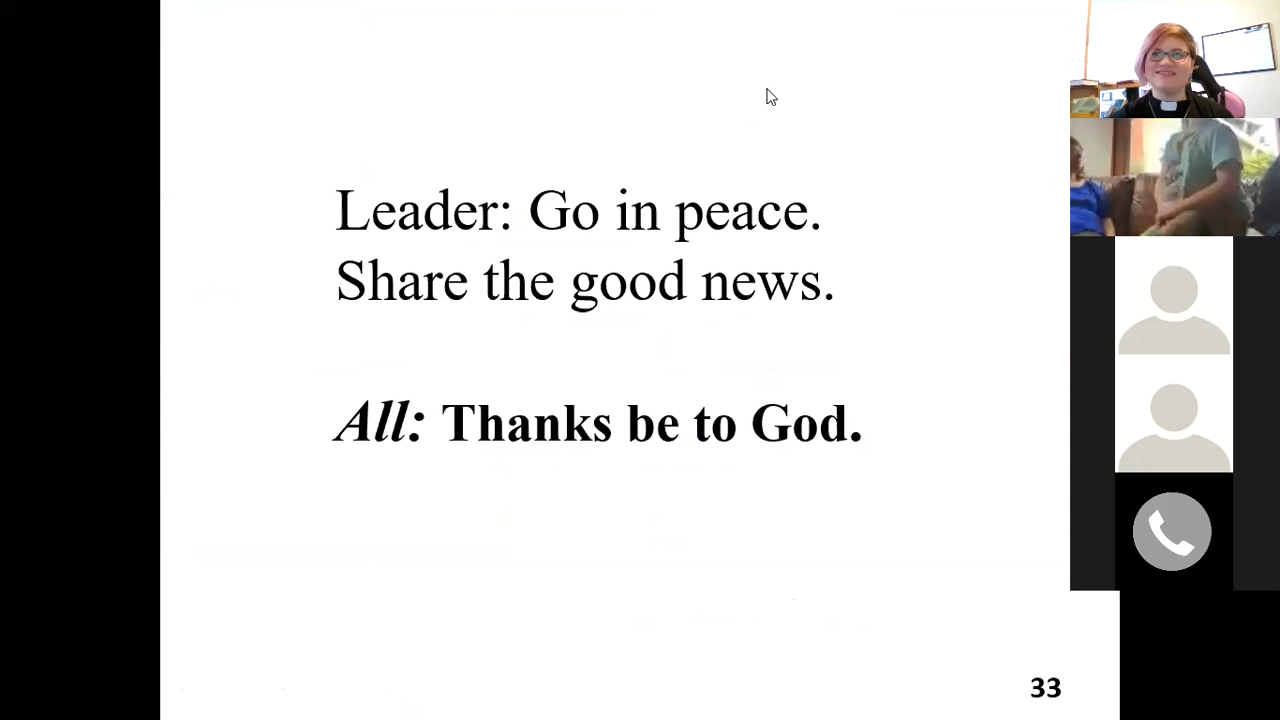 Leader: Go in peace.
Share the good news.
All: Thanks be to God.
33